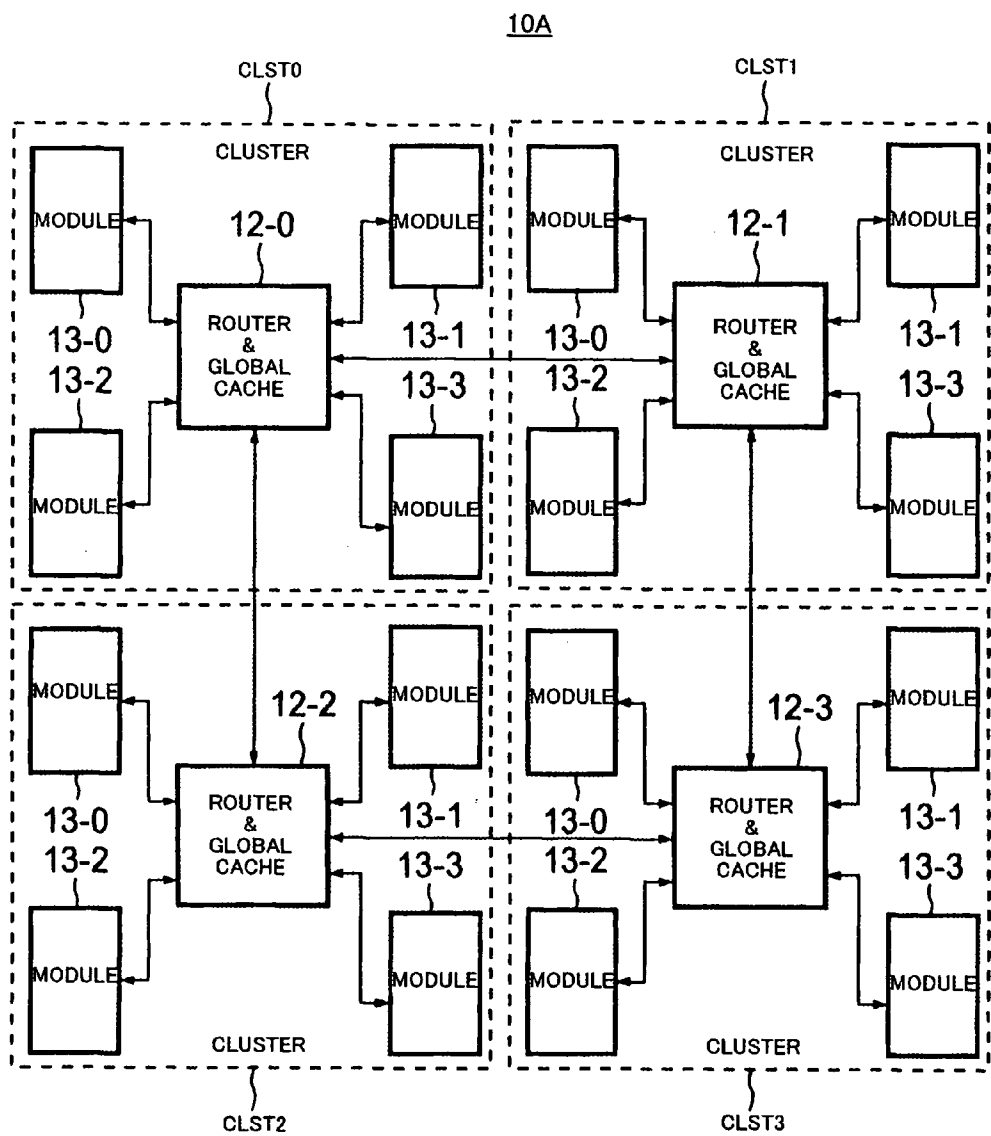 10A
CLST0
CLST1
CLUSTER
MODULE
MODULE
12-0
ROUTER
&
GLOBAL
CACHE
13-0
13-1
13-2
13-3
MODULE
MODULE
CLUSTER
MODULE
MODULE
12-1
ROUTER
&
GLOBAL
CACHE
13-0
13-1
13-2
13-3
MODULE
MODULE
MODULE
MODULE
12-2
ROUTER
&
GLOBAL
CACHE
13-0
13-1
13-2
13-3
MODULE
MODULE
CLUSTER
MODULE
MODULE
12-3
ROUTER
&
GLOBAL
CACHE
13-0
13-1
13-2
13-3
MODULE
MODULE
CLUSTER
CLST2
CLST3